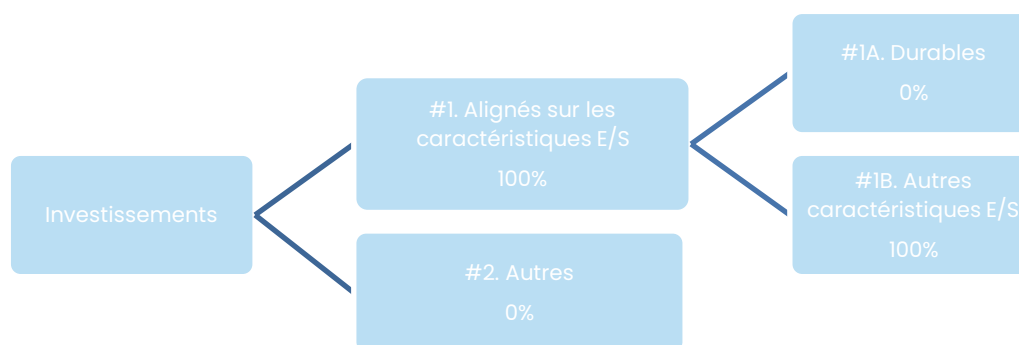 Investissements
#1. Alignés sur les
caractéristiques E/S
100%
#2. Autres
0%
#1A. Durables
0%
#1B. Autres
caractéristiques E/S
100%